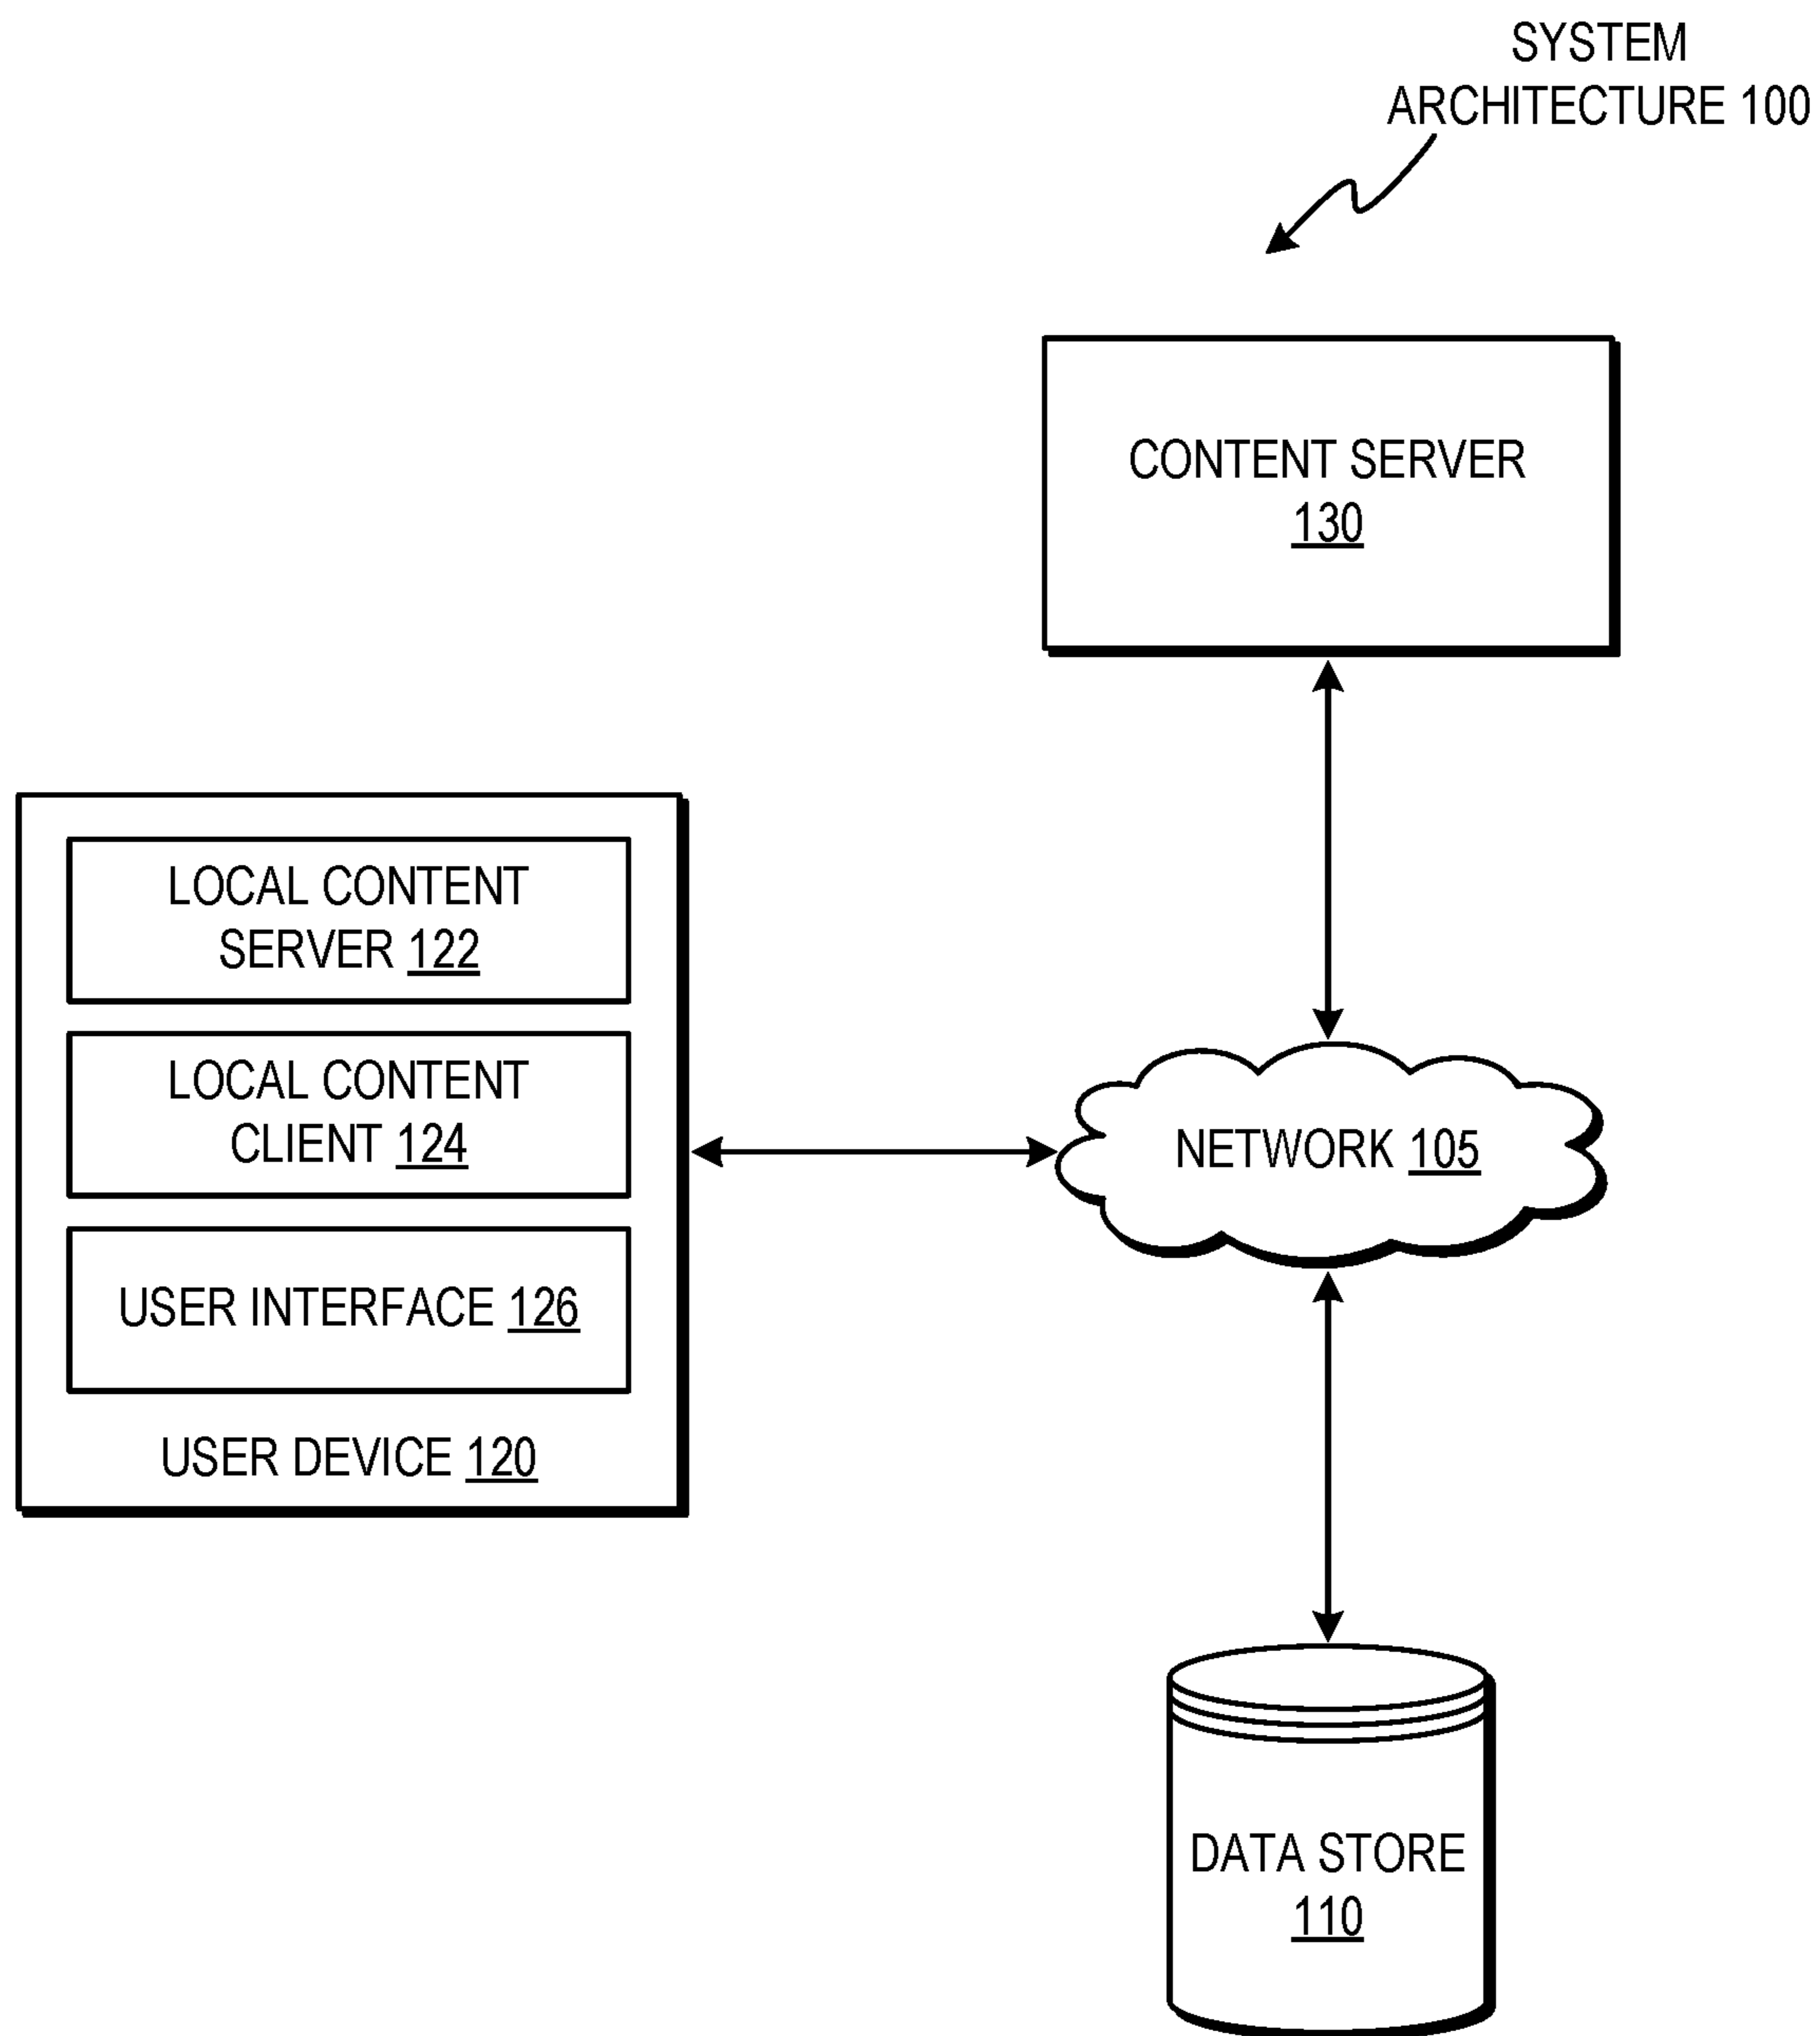 SYSTEM
ARCHITECTURE 100
CONTENT SERVER
130
LOCAL CONTENT
SERVER 122
LOCAL CONTENT
CLIENT 124
USER INTERFACE 126
USER DEVICE 120
NETWORK 105
DATA STORE
110